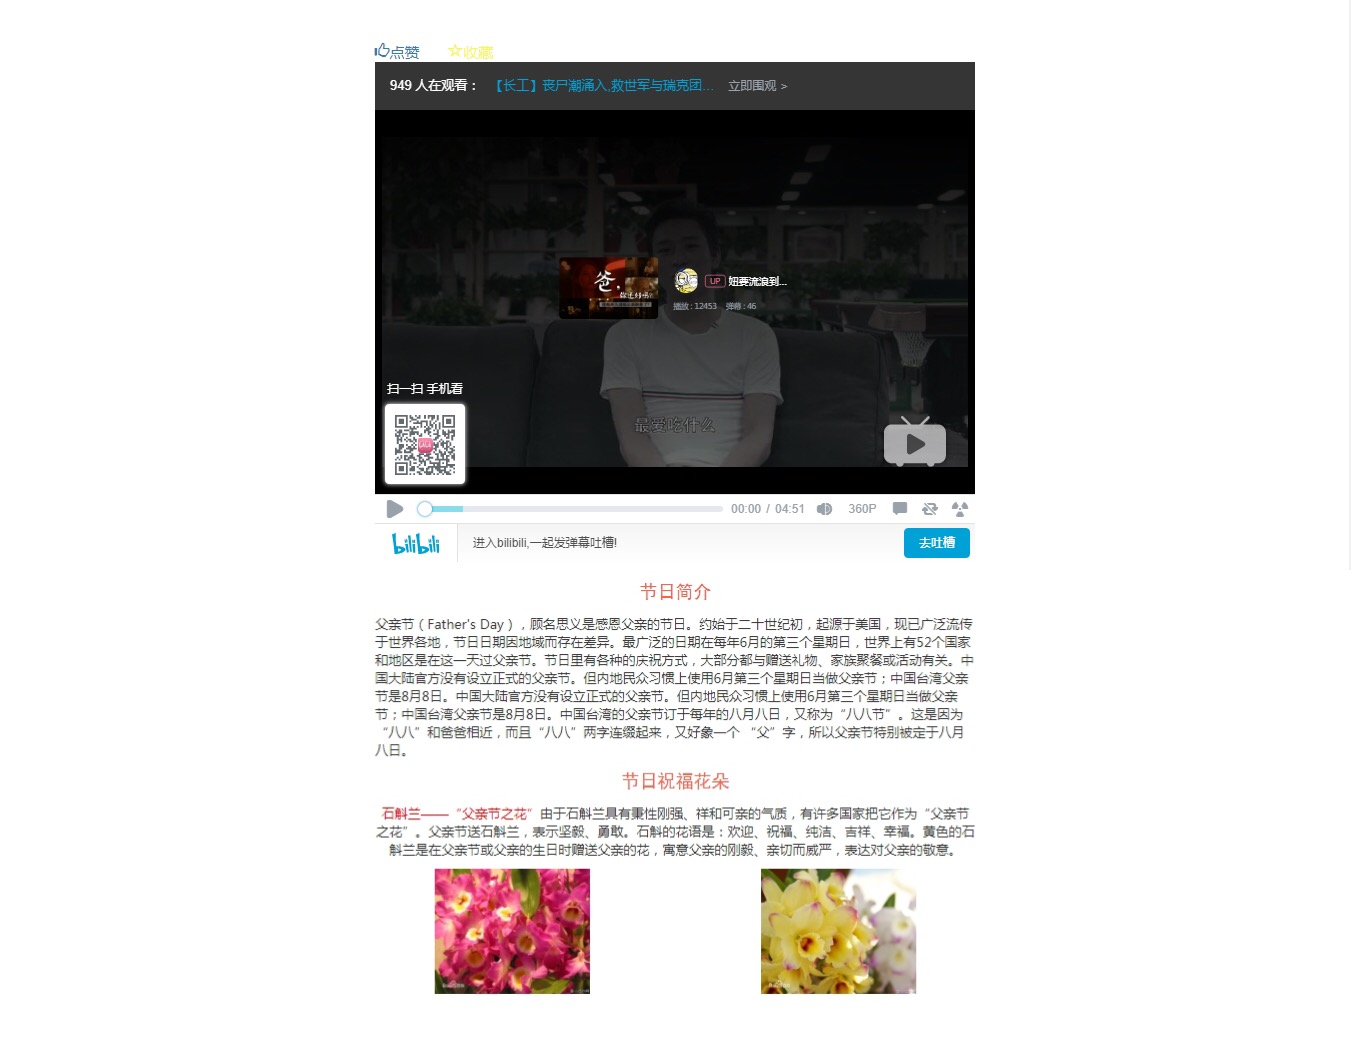 点赞 收藏
949 人在观看： 【长工】丧尸潮涌入,救世军与瑞克团... 立即围观 >
爸，
你还好吗?
UP 妞要流浪到...
播放 : 12453 弹幕 : 46
扫一扫 手机看
最爱吃什么
00:00 / 04:51 360P
bilibili 进入bilibili,一起发弹幕吐槽! 去吐槽
节日简介
父亲节（Father's Day），顾名思义是感恩父亲的节日。约始于二十世纪初，起源于美国，现已广泛流传
于世界各地，节日日期因地域而存在差异。最广泛的日期在每年6月的第三个星期日，世界上有52个国家
和地区是在这一天过父亲节。节日里有各种的庆祝方式，大部分都与赠送礼物、家族聚餐或活动有关。中
国大陆官方没有设立正式的父亲节。但内地民众习惯上使用6月第三个星期日当做父亲节；中国台湾父亲
节是8月8日。中国大陆官方没有设立正式的父亲节。但内地民众习惯上使用6月第三个星期日当做父亲
节；中国台湾父亲节是8月8日。中国台湾的父亲节订于每年的八月八日，又称为“八八节”。这是因为
“八八”和爸爸相近，而且“八八”两字连缀起来，又好象一个 “父”字，所以父亲节特别被定于八月
八日。
节日祝福花朵
石斛兰——“父亲节之花”由于石斛兰具有秉性刚强、祥和可亲的气质，有许多国家把它作为“父亲节
之花”。父亲节送石斛兰，表示坚毅、勇敢。石斛的花语是：欢迎、祝福、纯洁、吉祥、幸福。黄色的石
斛兰是在父亲节或父亲的生日时赠送父亲的花，寓意父亲的刚毅、亲切而威严，表达对父亲的敬意。